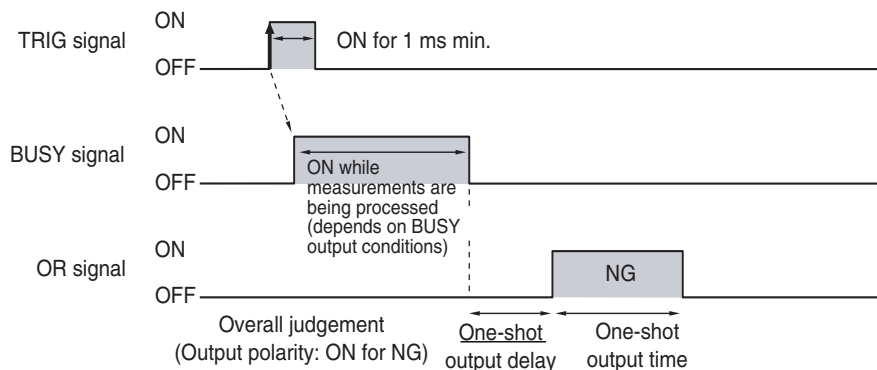 ON
TRIG signal
ON for 1 ms min.
OFF
ON
BUSY signal
ON while
measurements are
being processed
(depends on BUSY
output conditions)
OFF
ON
OR signal
NG
OFF
Overall judgement
(Output polarity: ON for NG)
One-shot
output delay
One-shot
output time